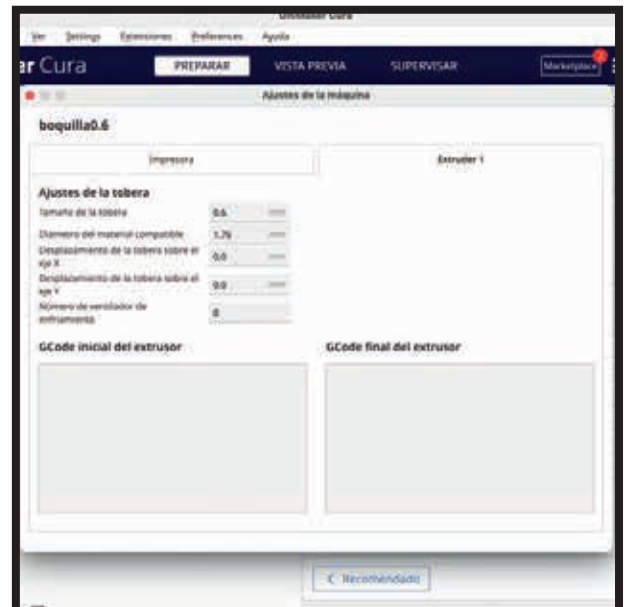 Ultimaker Cura
Ver Settings Extensiones Preferences Ayuda
er Cura PREPARAR VISTA PREVIA SUPERVISAR Marketplace
Ajustes de la máquina
boquilla0.6
Impresora Extruder 1
Ajustes de la tobera
Tamaño de la tobera 0.6 mm
Diámetro del material compatible 1.75 mm
Desplazamiento de la tobera sobre el
eje X 0.0 mm
Desplazamiento de la tobera sobre el
eje Y 0.0 mm
Número de ventilador de
enfriamiento 0
GCode inicial del extrusor GCode final del extrusor
< Recomendado